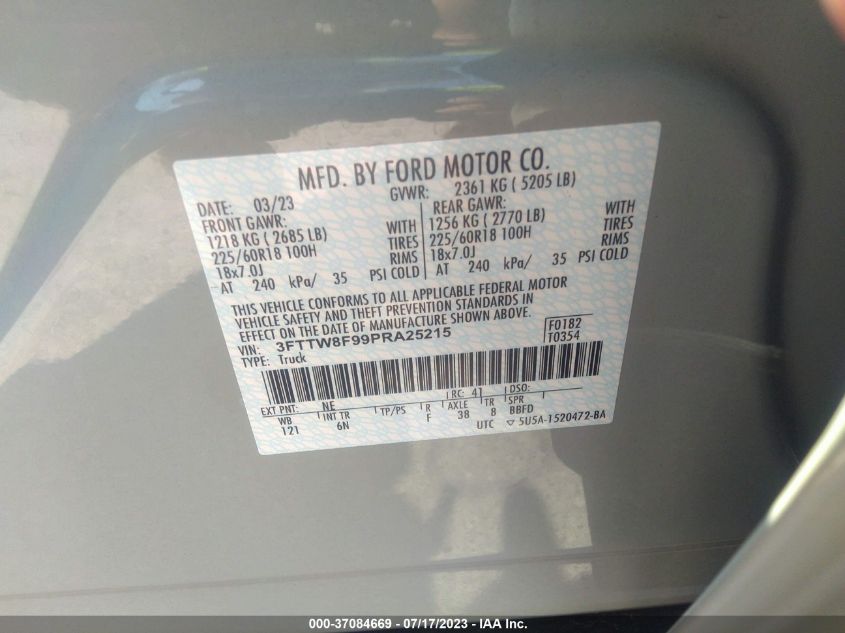 MFD. BY FORD MOTOR CO.
DATE: 03/23 GVWR: 2361 KG ( 5205 LB)
FRONT GAWR: REAR GAWR:
1218 KG ( 2685 LB) WITH 1256 KG ( 2770 LB) WITH
225/60R18 100H TIRES 225/60R18 100H TIRES
18x7.0J RIMS 18x7.0J RIMS
AT 240 kPa/ 35 PSI COLD AT 240 kPa/ 35 PSI COLD
THIS VEHICLE CONFORMS TO ALL APPLICABLE FEDERAL MOTOR
VEHICLE SAFETY AND THEFT PREVENTION STANDARDS IN
EFFECT ON THE DATE OF MANUFACTURE SHOWN ABOVE.
VIN: 3FTTW8F99PRA25215 F0182
TYPE: Truck T0354
EXT PNT: NE RC: 41 DSO:
WB INT TR TP/PS R AXLE TR SPR
121 6N F 38 8 BBFD
UTC ▽ 5U5A-1520472-BA
000-37084669 / 07/17/2023 - IAA Inc.